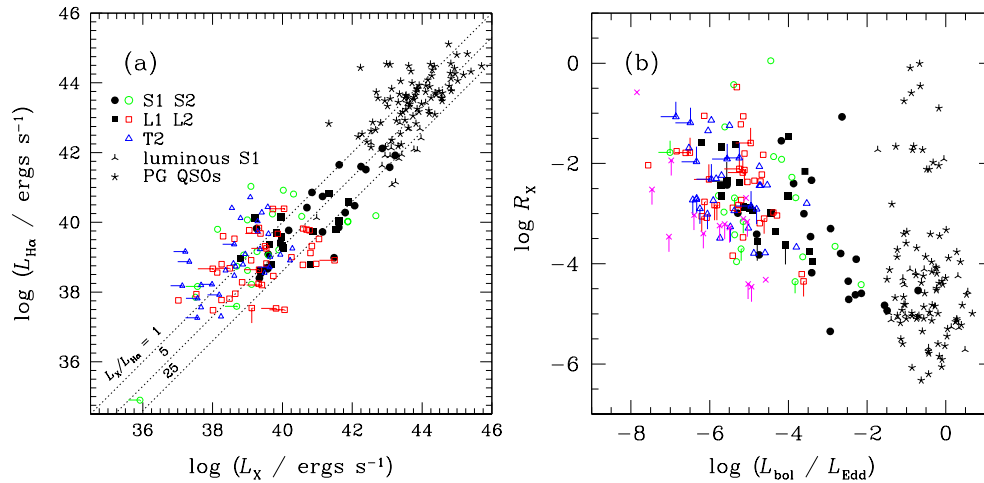 (a)
S1 S2
L1 L2
T2
luminous S1
PG QSOs
L_X/L_Hα = 1
5
25
46
44
42
40
38
36
log (L_Hα / ergs s⁻¹)
36 38 40 42 44 46
log (L_X / ergs s⁻¹)
(b)
0
−2
−4
−6
log R_X
−8 −6 −4 −2 0
log (L_bol / L_Edd)